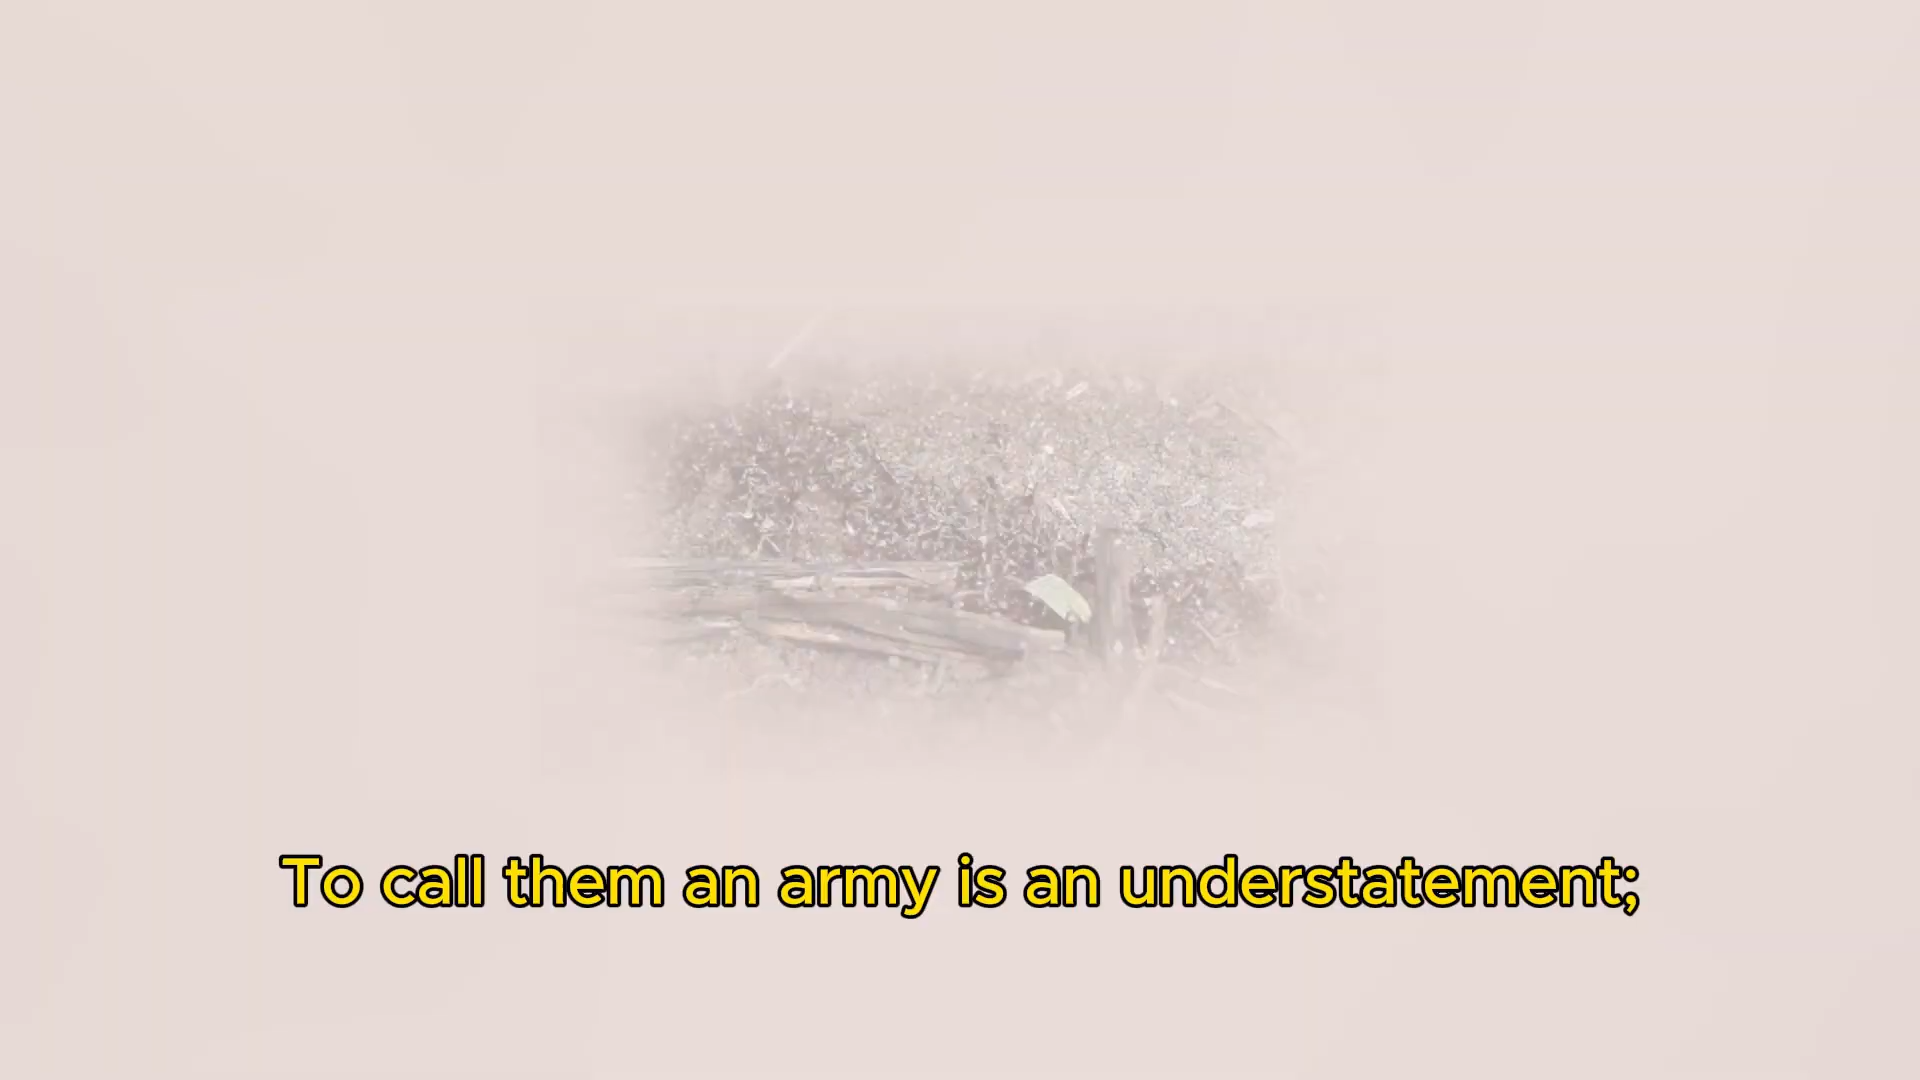 To call them an army is an understatement;